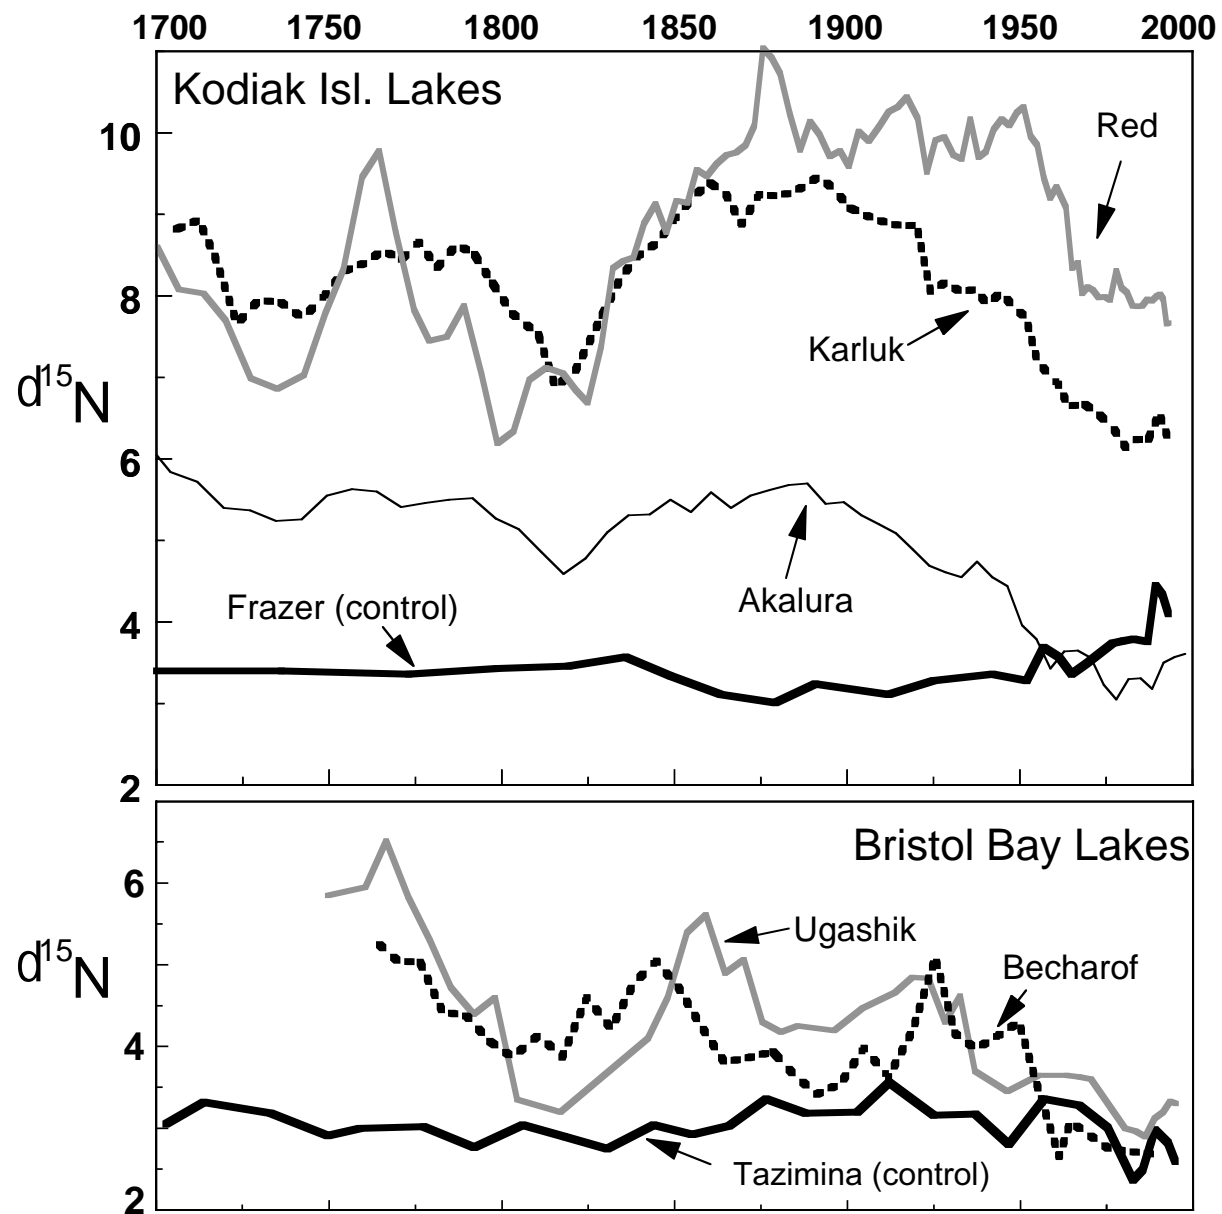 1700 1750 1800 1850 1900 1950 2000
Kodiak Isl. Lakes
10
Red
8
Karluk
d15N
6
Frazer (control)
Akalura
4
2
Bristol Bay Lakes
6
Ugashik
Becharof
d15N
4
Tazimina (control)
2